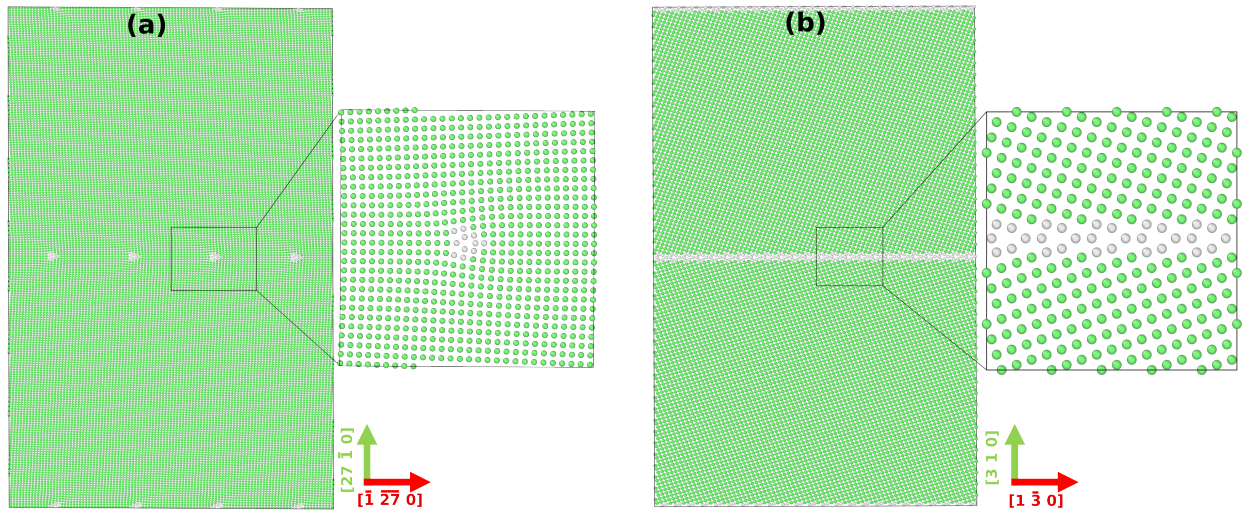 (a)
(b)
[27 1̅ 0]
[1̅ 2̅7̅ 0]
[3 1 0]
[1 3̅ 0]